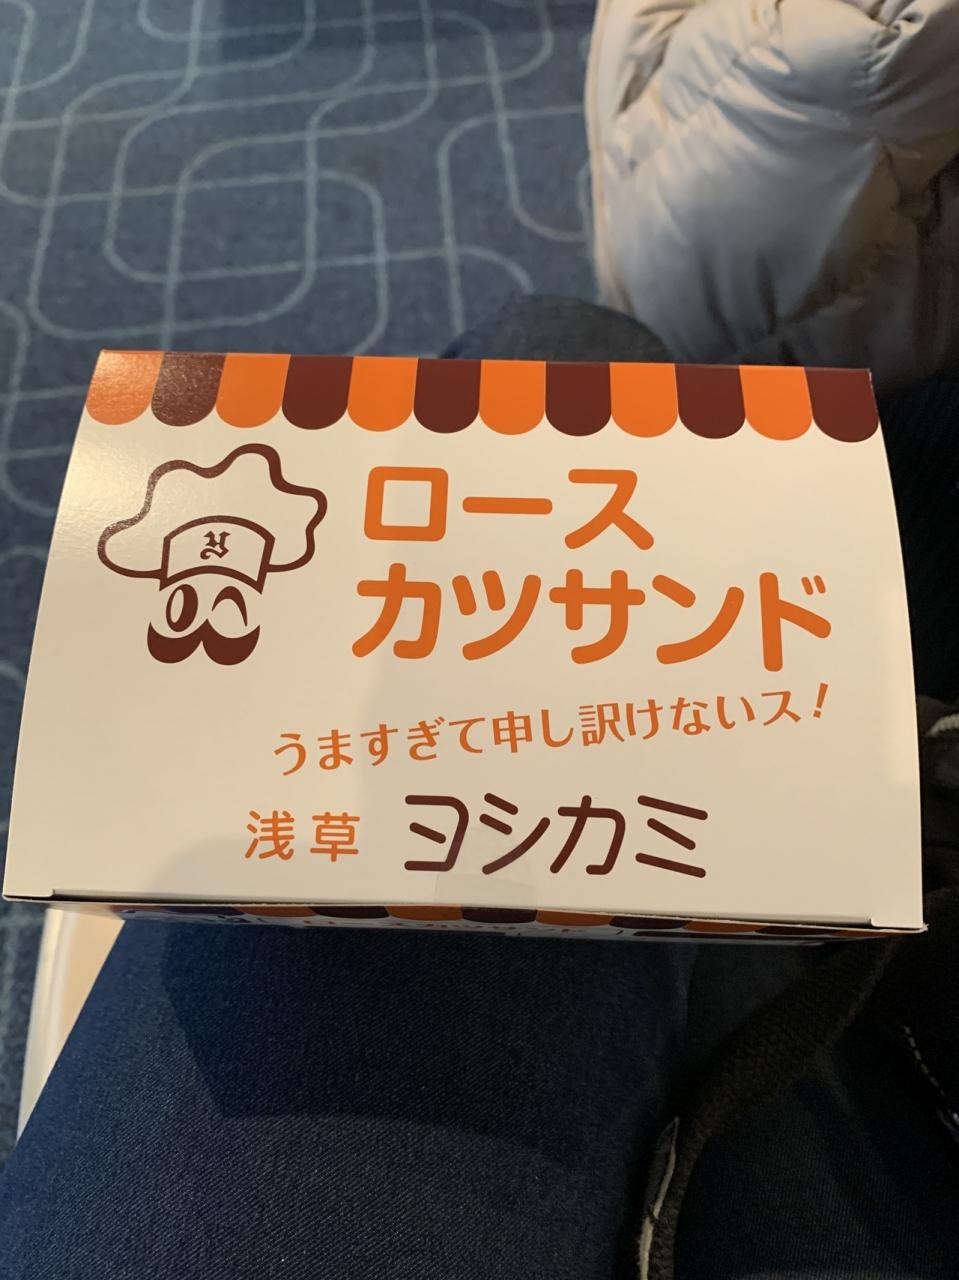 ロース
カツサンド
うますぎて申し訳けないス!
浅草 ヨシカミ